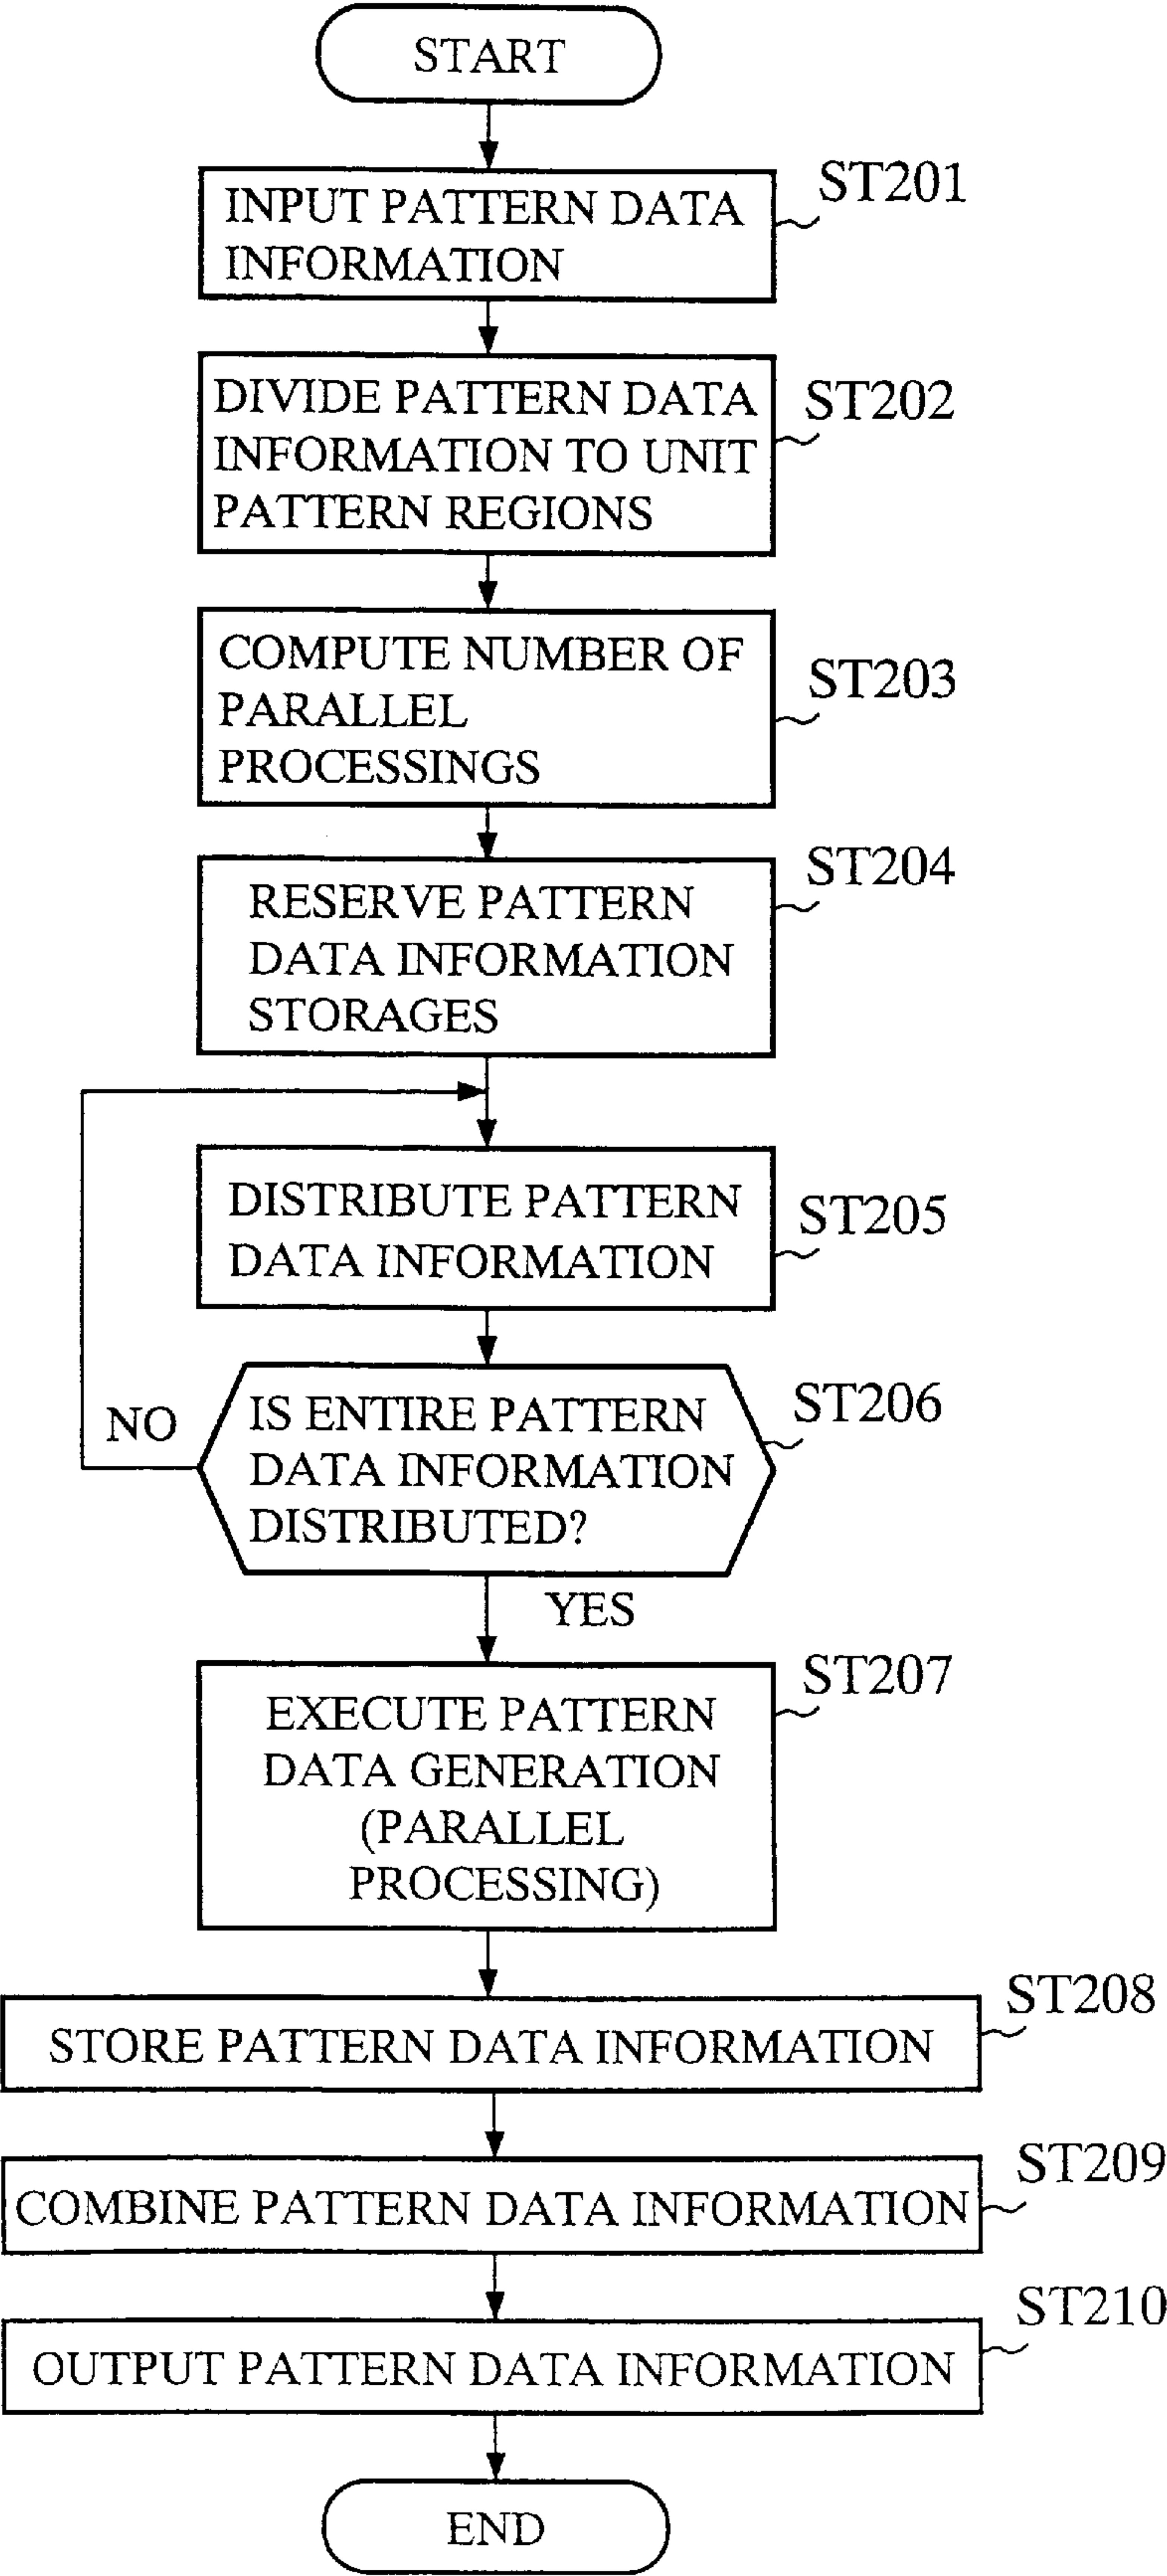 START
ST201
INPUT PATTERN DATA
INFORMATION
ST202
DIVIDE PATTERN DATA
INFORMATION TO UNIT
PATTERN REGIONS
ST203
COMPUTE NUMBER OF
PARALLEL
PROCESSINGS
ST204
RESERVE PATTERN
DATA INFORMATION
STORAGES
ST205
DISTRIBUTE PATTERN
DATA INFORMATION
ST206
NO
IS ENTIRE PATTERN
DATA INFORMATION
DISTRIBUTED?
YES
ST207
EXECUTE PATTERN
DATA GENERATION
(PARALLEL
PROCESSING)
ST208
STORE PATTERN DATA INFORMATION
ST209
COMBINE PATTERN DATA INFORMATION
ST210
OUTPUT PATTERN DATA INFORMATION
END